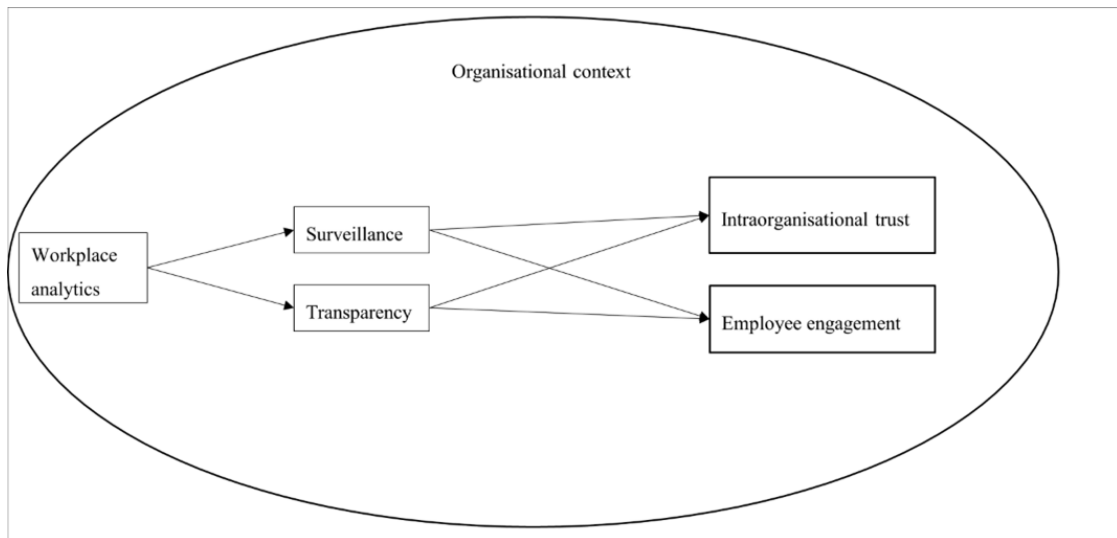 Organisational context
Workplace
analytics
Surveillance
Transparency
Intraorganisational trust
Employee engagement